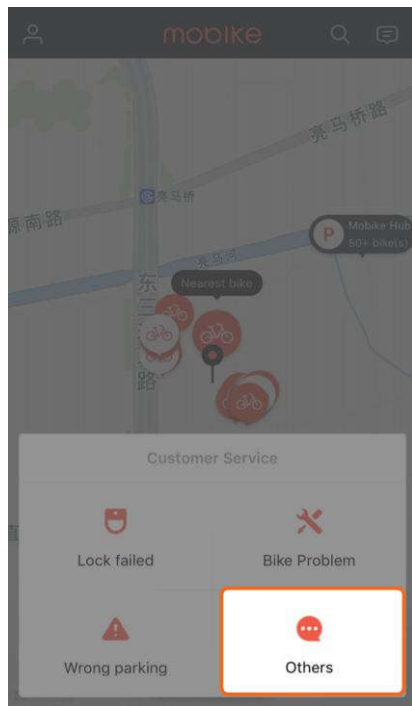 mobike
亮马桥路
亮马桥
原南路
P
Mobike Hub
50+ bike(s)
亮马河
Nearest bike
东三
路
Customer Service
Lock failed
Bike Problem
Wrong parking
Others